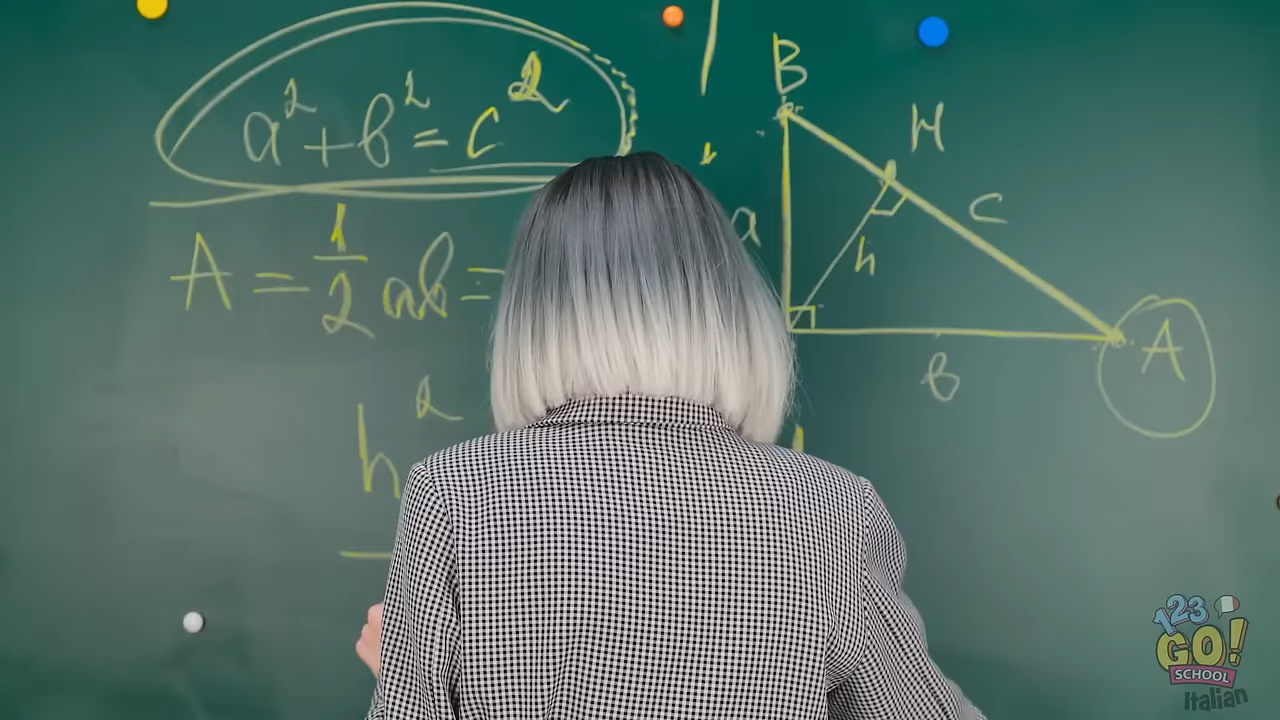 a² + b² = c²
A = 1/2 ab =
h²
B
H
a
h
c
b
A
123
GO!
SCHOOL
Italian